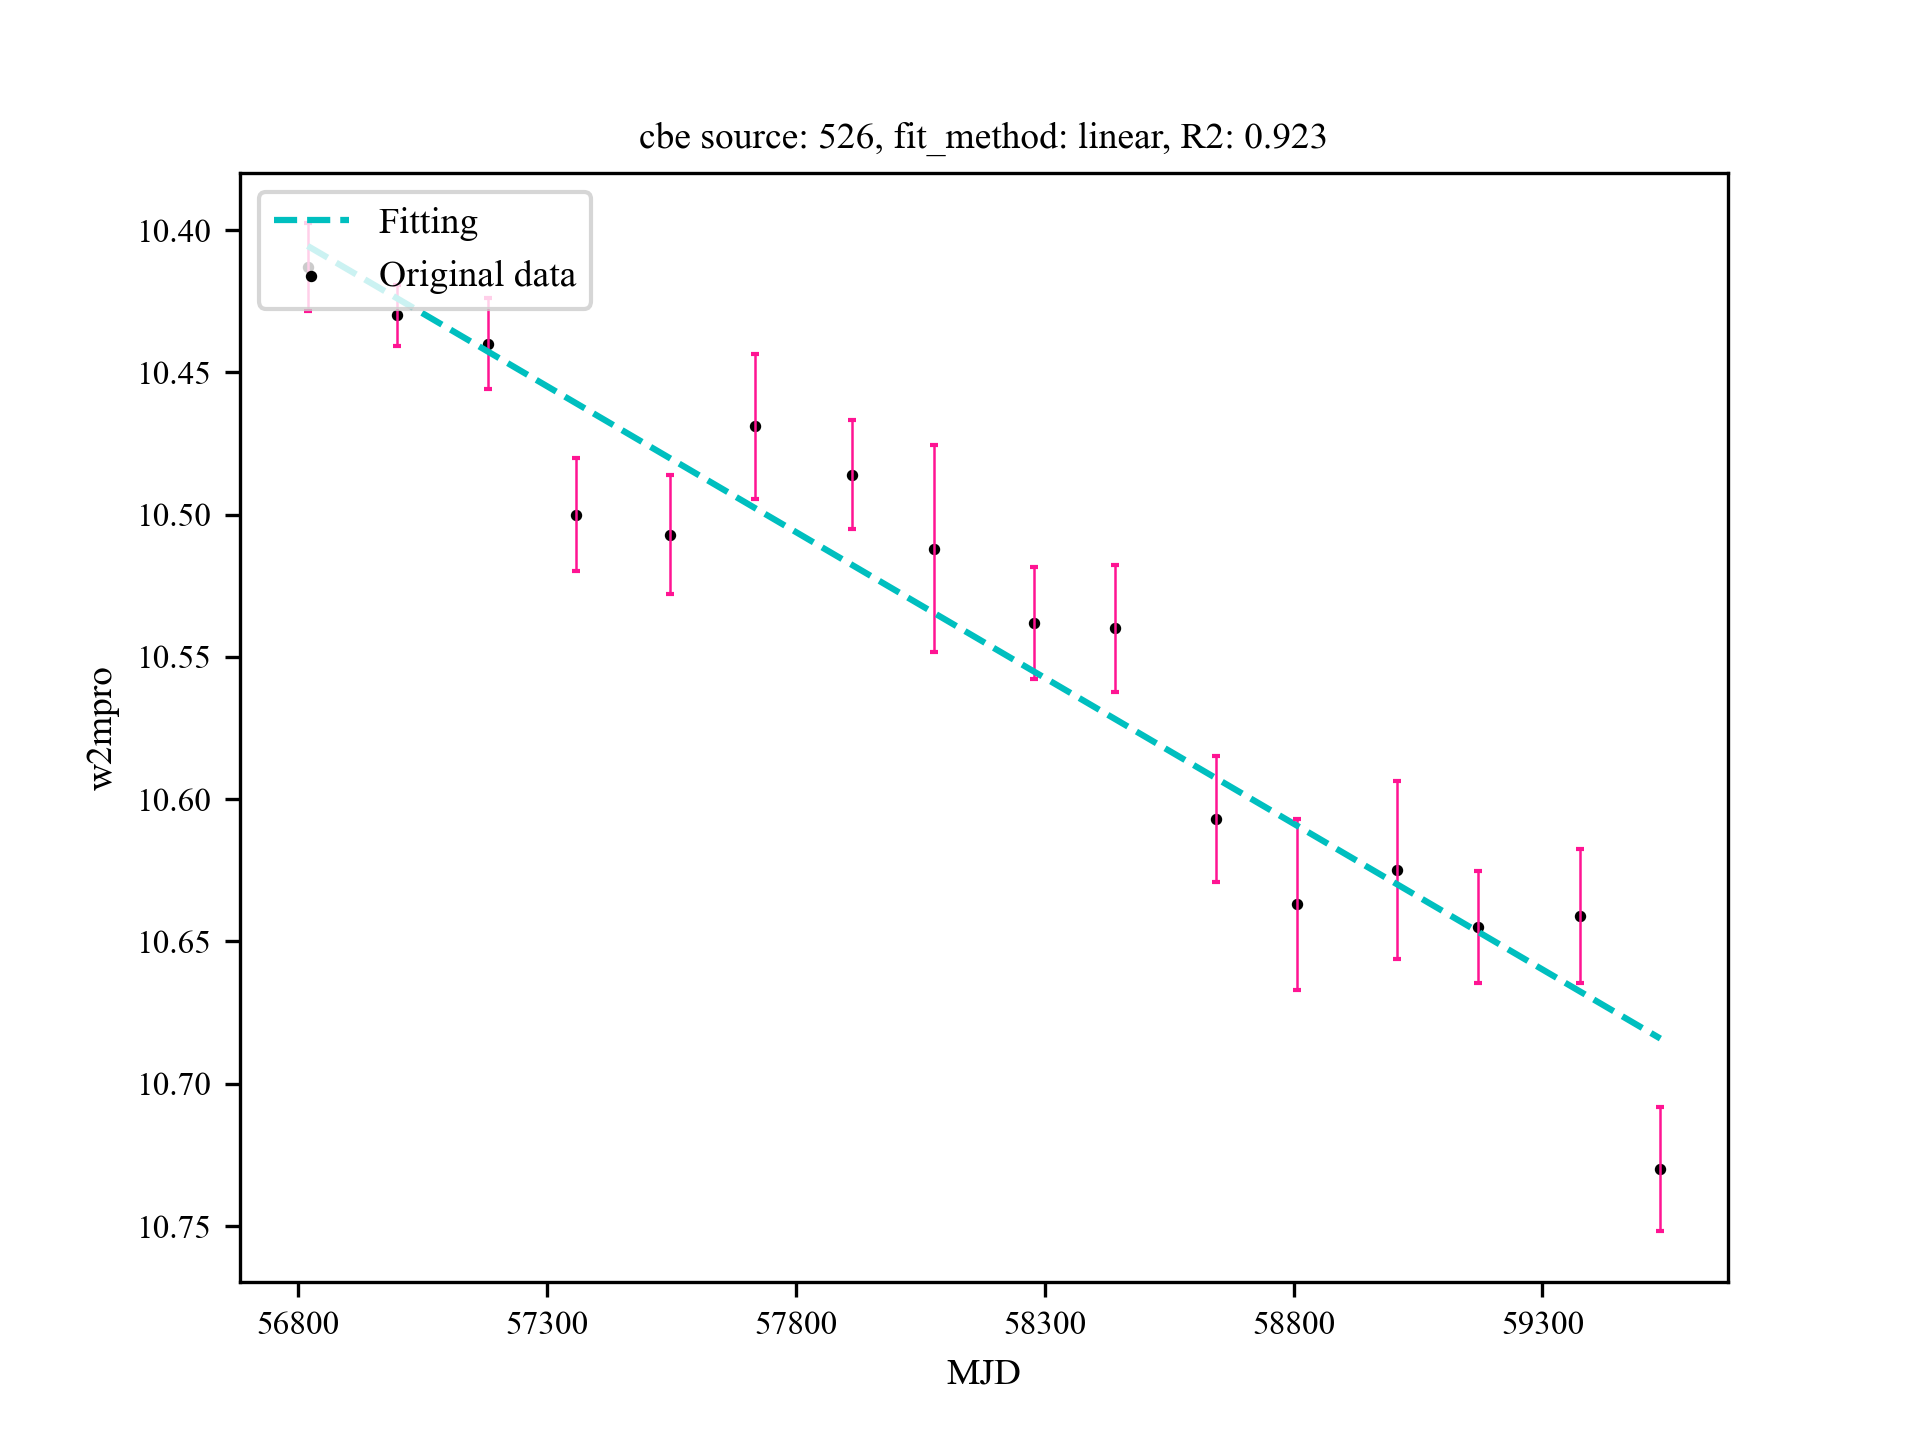 cbe source: 526, fit_method: linear, R2: 0.923
Fitting
Original data
10.40
10.45
10.50
10.55
10.60
10.65
10.70
10.75
w2mpro
56800 57300 57800 58300 58800 59300
MJD